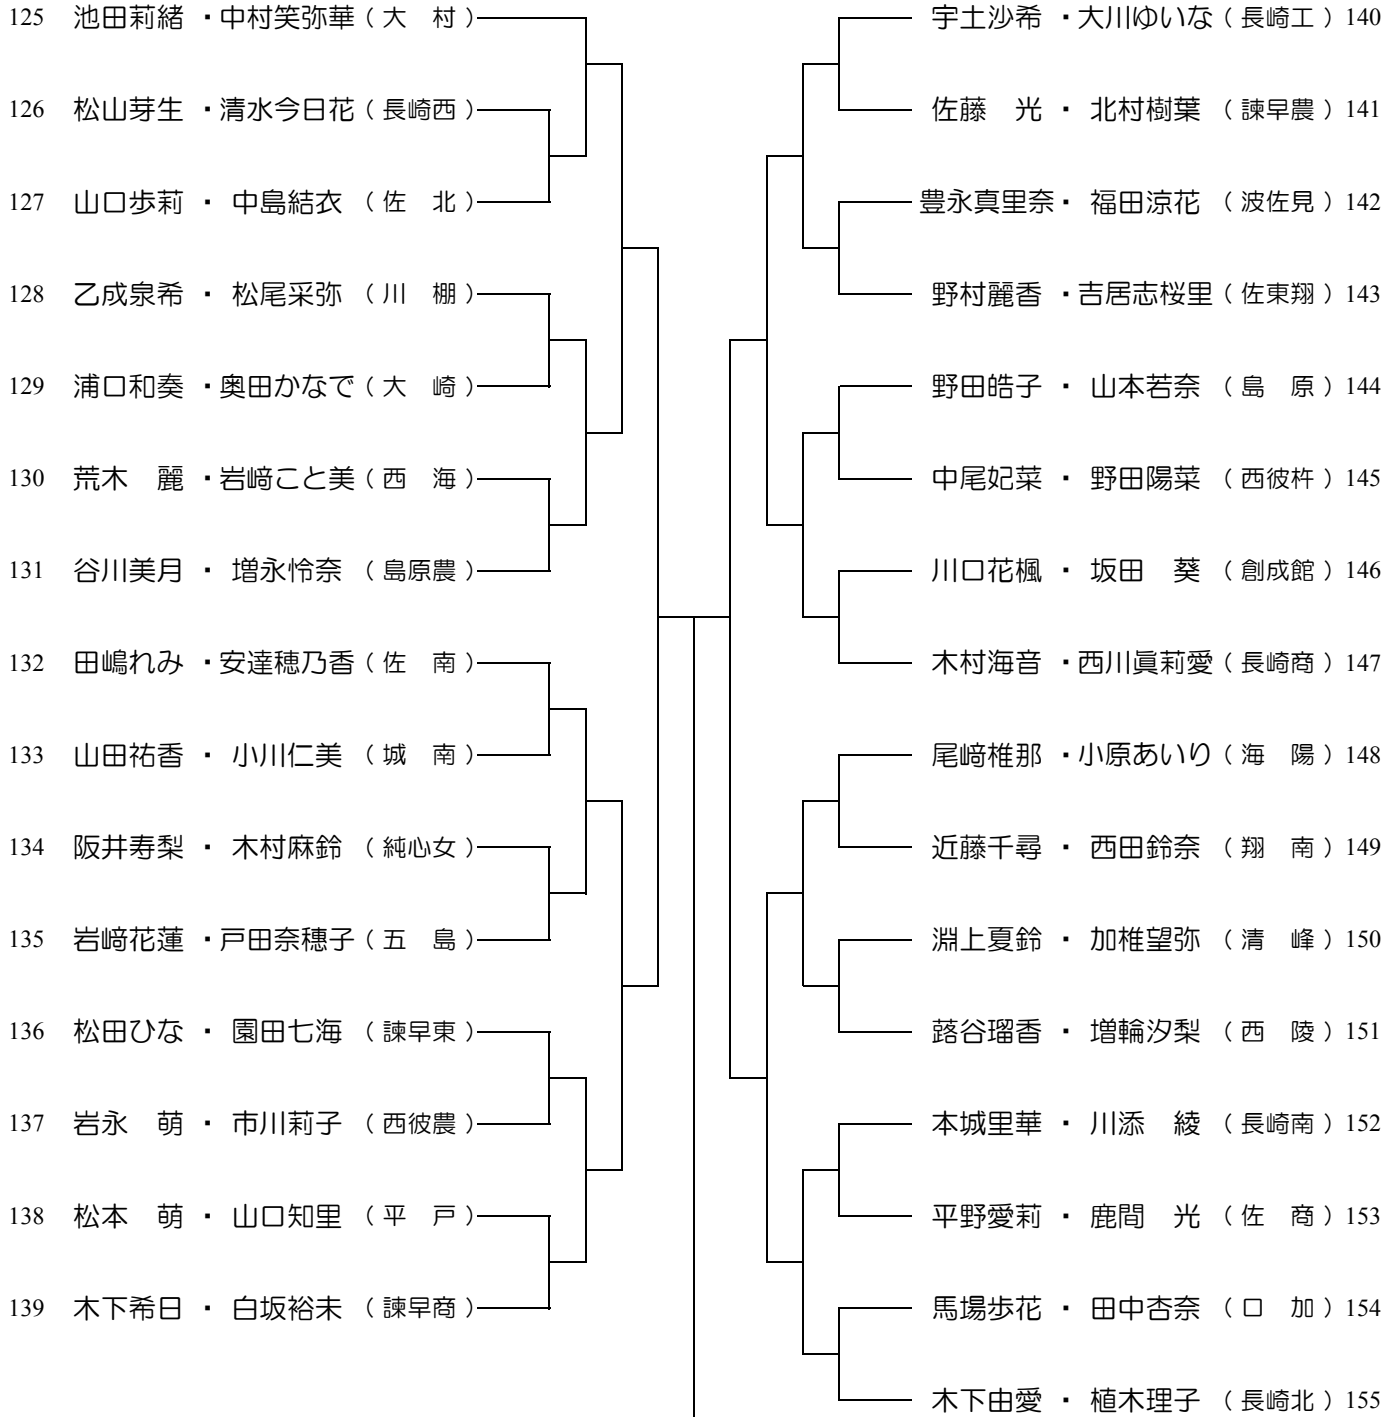 125 池田莉緒 ・中村笑弥華 ( 大　村 )
126 松山芽生 ・清水今日花 ( 長崎西 )
127 山口歩莉 ・ 中島結衣 ( 佐　北 )
128 乙成泉希 ・ 松尾采弥 ( 川　棚 )
129 浦口和奏 ・奥田かなで ( 大　崎 )
130 荒木　麗 ・岩﨑こと美 ( 西　海 )
131 谷川美月 ・ 増永怜奈 ( 島原農 )
132 田嶋れみ ・安達穂乃香 ( 佐　南 )
133 山田祐香 ・ 小川仁美 ( 城　南 )
134 阪井寿梨 ・ 木村麻鈴 ( 純心女 )
135 岩﨑花蓮 ・戸田奈穂子 ( 五　島 )
136 松田ひな ・ 園田七海 ( 諫早東 )
137 岩永　萌 ・ 市川莉子 ( 西彼農 )
138 松本　萌 ・ 山口知里 ( 平　戸 )
139 木下希日 ・ 白坂裕未 ( 諫早商 )
宇土沙希 ・大川ゆいな ( 長崎工 ) 140
佐藤　光 ・ 北村樹葉 ( 諫早農 ) 141
豊永真里奈・ 福田涼花 ( 波佐見 ) 142
野村麗香 ・吉居志桜里 ( 佐東翔 ) 143
野田皓子 ・ 山本若奈 ( 島　原 ) 144
中尾妃菜 ・ 野田陽菜 ( 西彼杵 ) 145
川口花楓 ・ 坂田　葵 ( 創成館 ) 146
木村海音 ・西川眞莉愛 ( 長崎商 ) 147
尾﨑椎那 ・小原あいり ( 海　陽 ) 148
近藤千尋 ・ 西田鈴奈 ( 翔　南 ) 149
淵上夏鈴 ・ 加椎望弥 ( 清　峰 ) 150
蕗谷瑠香 ・ 増輪汐梨 ( 西　陵 ) 151
本城里華 ・ 川添　綾 ( 長崎南 ) 152
平野愛莉 ・ 鹿間　光 ( 佐　商 ) 153
馬場歩花 ・ 田中杏奈 ( 口　加 ) 154
木下由愛 ・ 植木理子 ( 長崎北 ) 155